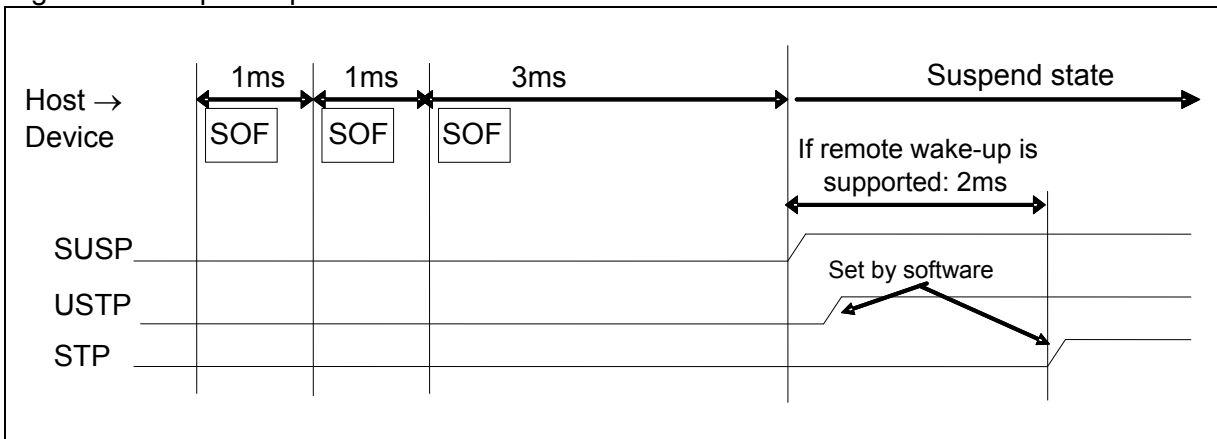 1ms 1ms 3ms Suspend state
Host →
Device
SOF SOF SOF
If remote wake-up is
supported: 2ms
SUSP
Set by software
USTP
STP